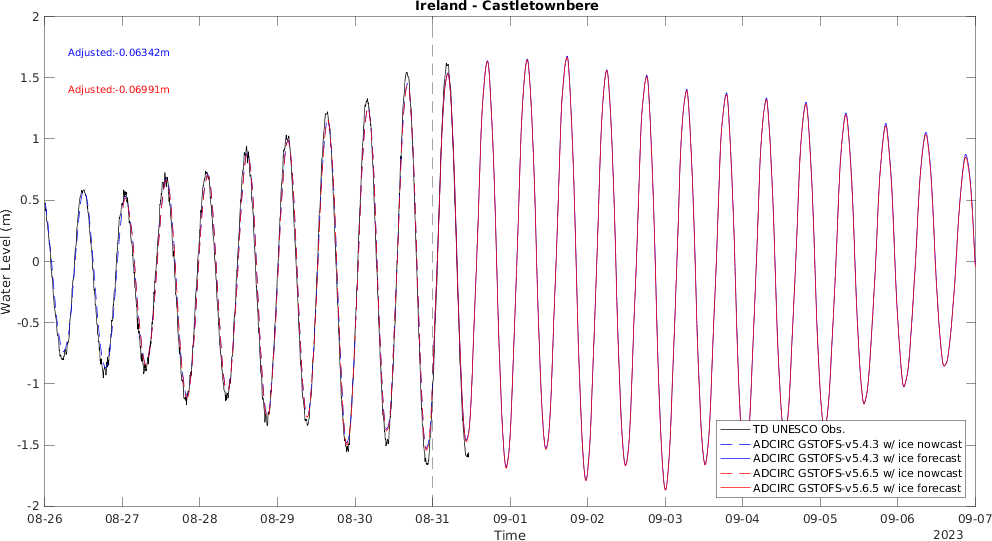 Ireland - Castletownbere
2
1.5
1
0.5
0
-0.5
-1
-1.5
-2
Water Level (m)
Adjusted:-0.06342m
Adjusted:-0.06991m
TD UNESCO Obs.
ADCIRC GSTOFS-v5.4.3 w/ ice nowcast
ADCIRC GSTOFS-v5.4.3 w/ ice forecast
ADCIRC GSTOFS-v5.6.5 w/ ice nowcast
ADCIRC GSTOFS-v5.6.5 w/ ice forecast
08-26 08-27 08-28 08-29 08-30 08-31 09-01 09-02 09-03 09-04 09-05 09-06 09-07
Time
2023